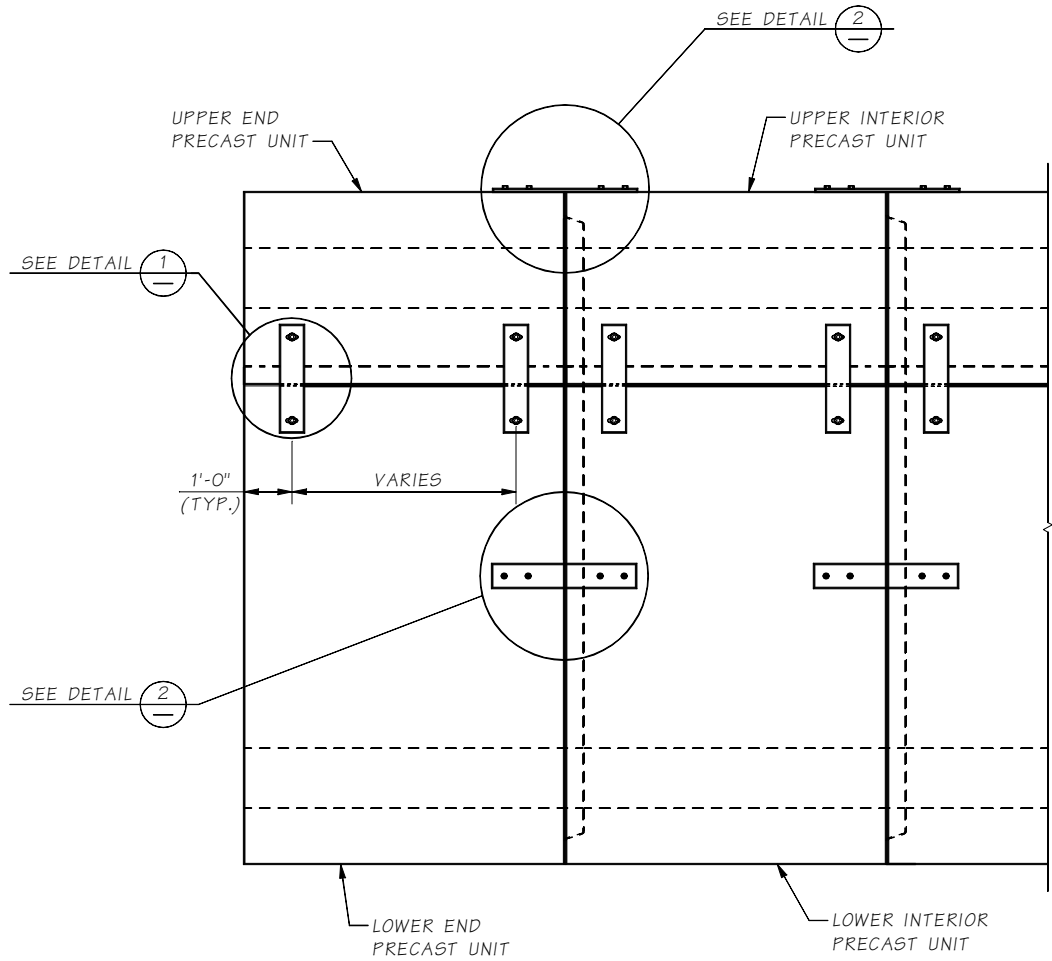 SEE DETAIL 2
UPPER END
PRECAST UNIT
UPPER INTERIOR
PRECAST UNIT
SEE DETAIL 1
1'-0"
(TYP.)
VARIES
SEE DETAIL 2
LOWER END
PRECAST UNIT
LOWER INTERIOR
PRECAST UNIT